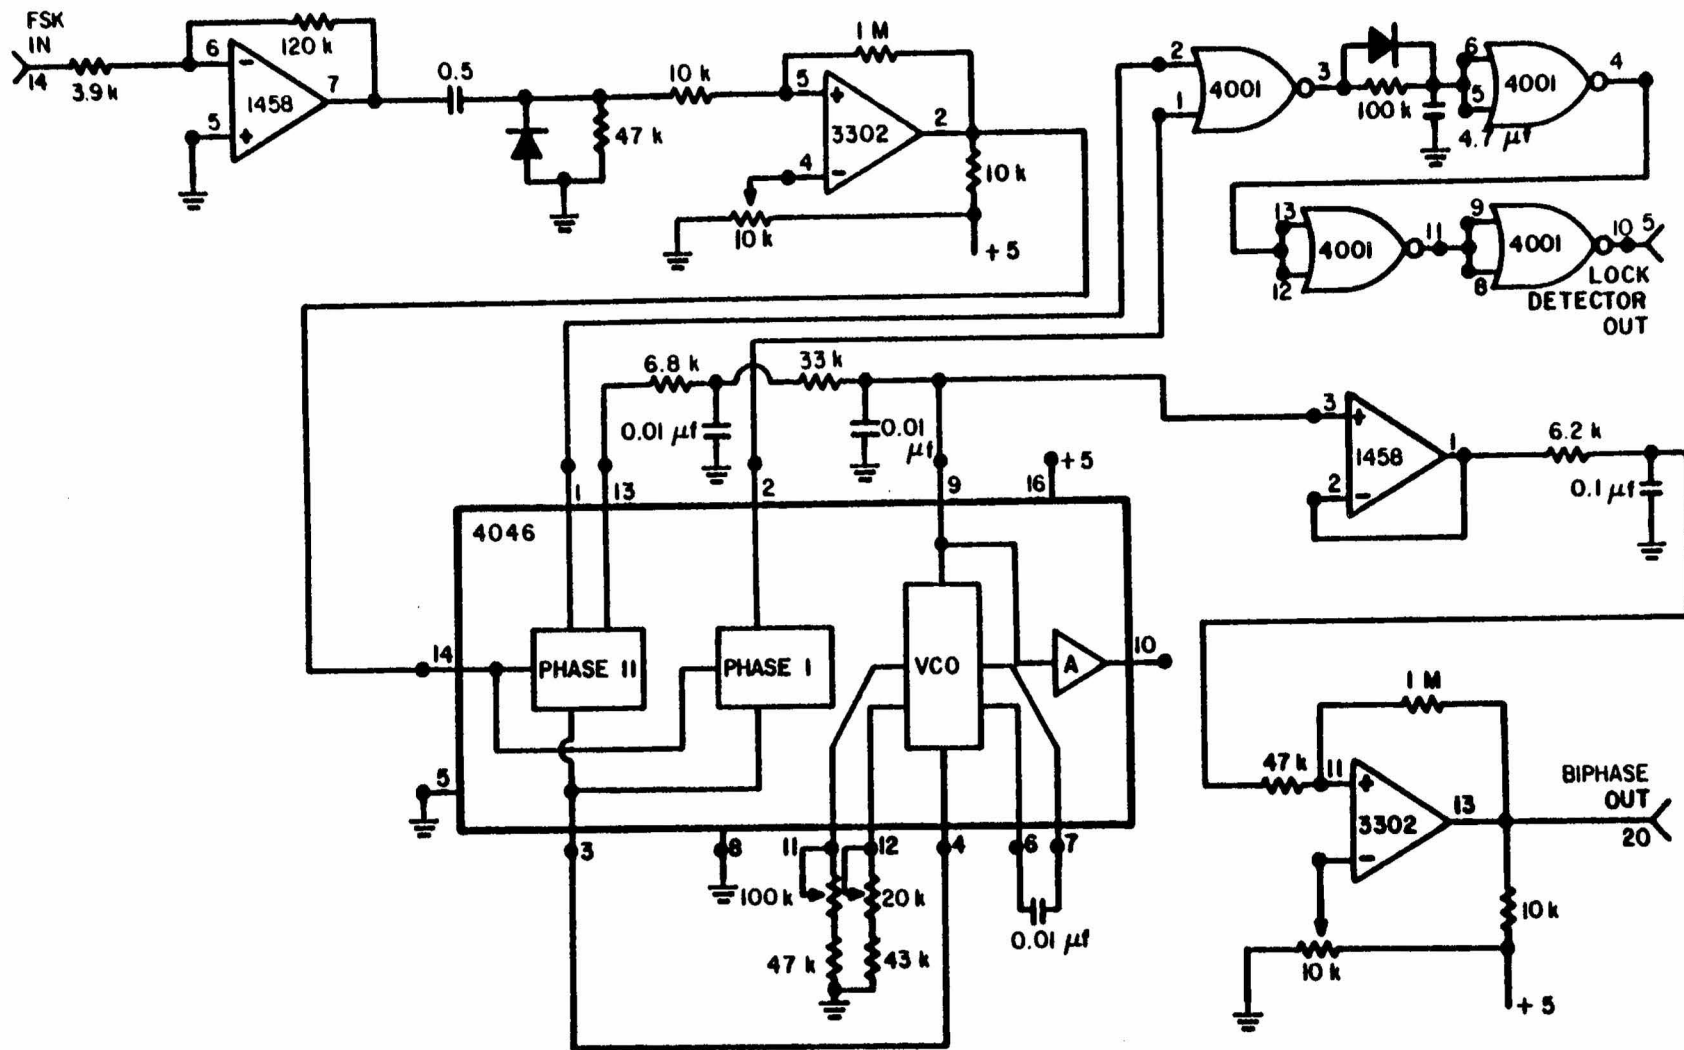 FSK
IN
14
3.9 k
120 k
6
1458
7
5
0.5
47 k
10 k
1 M
5
3302
2
4
10 k
10 k
+ 5
2
1
4001
3
100 k
4.7 µf
6
5
4001
4
13
12
4001
11
9
8
4001
10
5
LOCK
DETECTOR
OUT
6.8 k
33 k
0.01 µf
0.01
µf
3
1458
1
2
6.2 k
0.1 µf
1
13
2
9
16
+ 5
4046
14
PHASE II
PHASE I
VCO
A
10
5
3
8
11
12
4
6
7
100 k
20 k
47 k
43 k
0.01 µf
1 M
47 k
11
3302
13
BIPHASE
OUT
20
10 k
10 k
+ 5